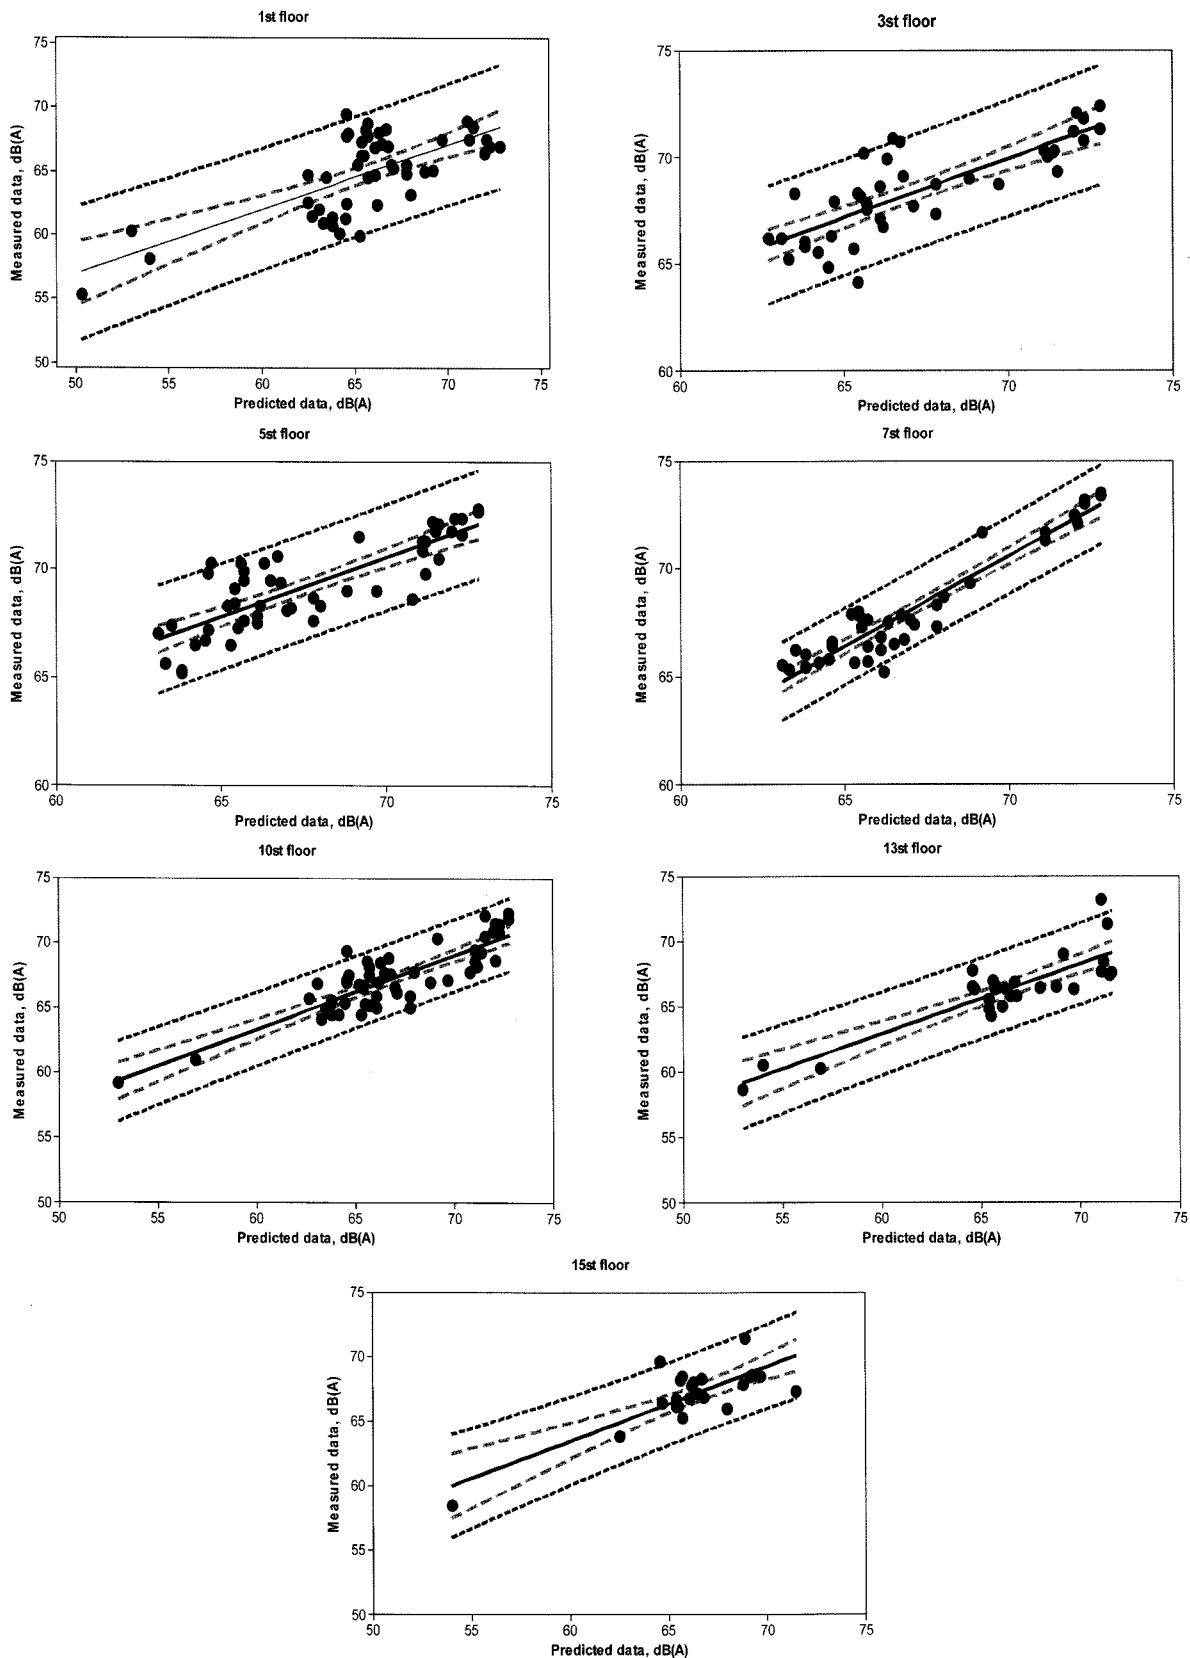 1st floor
75
70
65
60
55
50
Measured data, dB(A)
50 55 60 65 70 75
Predicted data, dB(A)
3st floor
75
70
65
60
Measured data, dB(A)
60 65 70 75
Predicted data, dB(A)
5st floor
75
70
65
60
Measured data, dB(A)
60 65 70 75
Predicted data, dB(A)
7st floor
75
70
65
60
Measured data, dB(A)
60 65 70 75
Predicted data, dB(A)
10st floor
75
70
65
60
55
50
Measured data, dB(A)
50 55 60 65 70 75
Predicted data, dB(A)
13st floor
75
70
65
60
55
50
Measured data, dB(A)
50 55 60 65 70 75
Predicted data, dB(A)
15st floor
75
70
65
60
55
50
Measured data, dB(A)
50 55 60 65 70 75
Predicted data, dB(A)